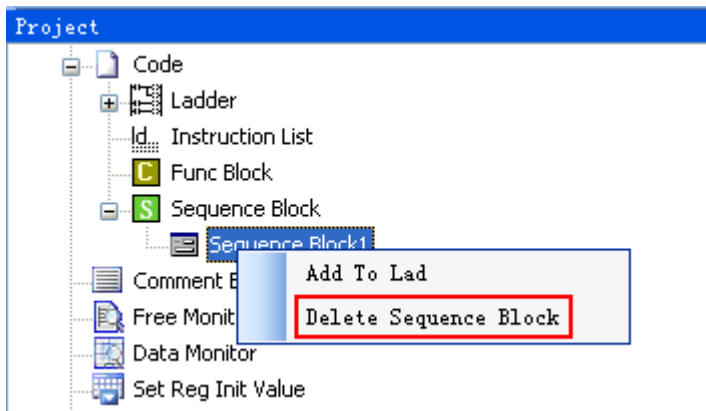 Project
Code
Ladder
ld... Instruction List
C Func Block
S Sequence Block
Sequence Block1
Add To Lad
Comment
Delete Sequence Block
Free Monit
Data Monitor
Set Reg Init Value